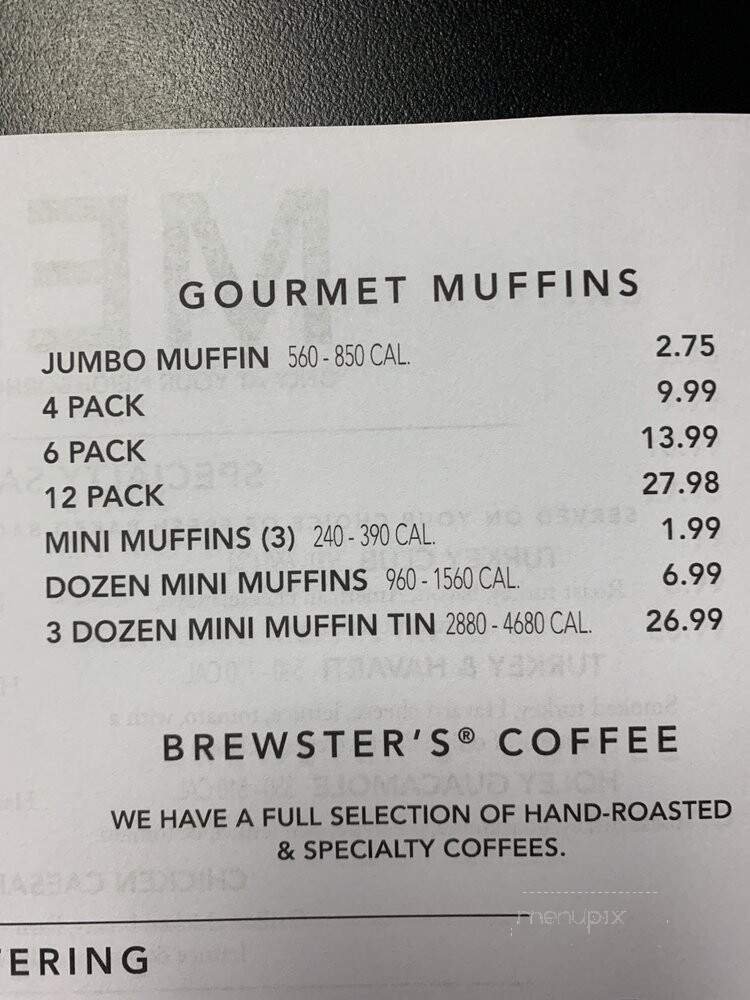 GOURMET MUFFINS
JUMBO MUFFIN 560 - 850 CAL. 2.75
4 PACK 9.99
6 PACK 13.99
12 PACK 27.98
MINI MUFFINS (3) 240 - 390 CAL. 1.99
DOZEN MINI MUFFINS 960 - 1560 CAL. 6.99
3 DOZEN MINI MUFFIN TIN 2880 - 4680 CAL. 26.99
BREWSTER'S® COFFEE
WE HAVE A FULL SELECTION OF HAND-ROASTED
& SPECIALTY COFFEES.
menupix
TERING